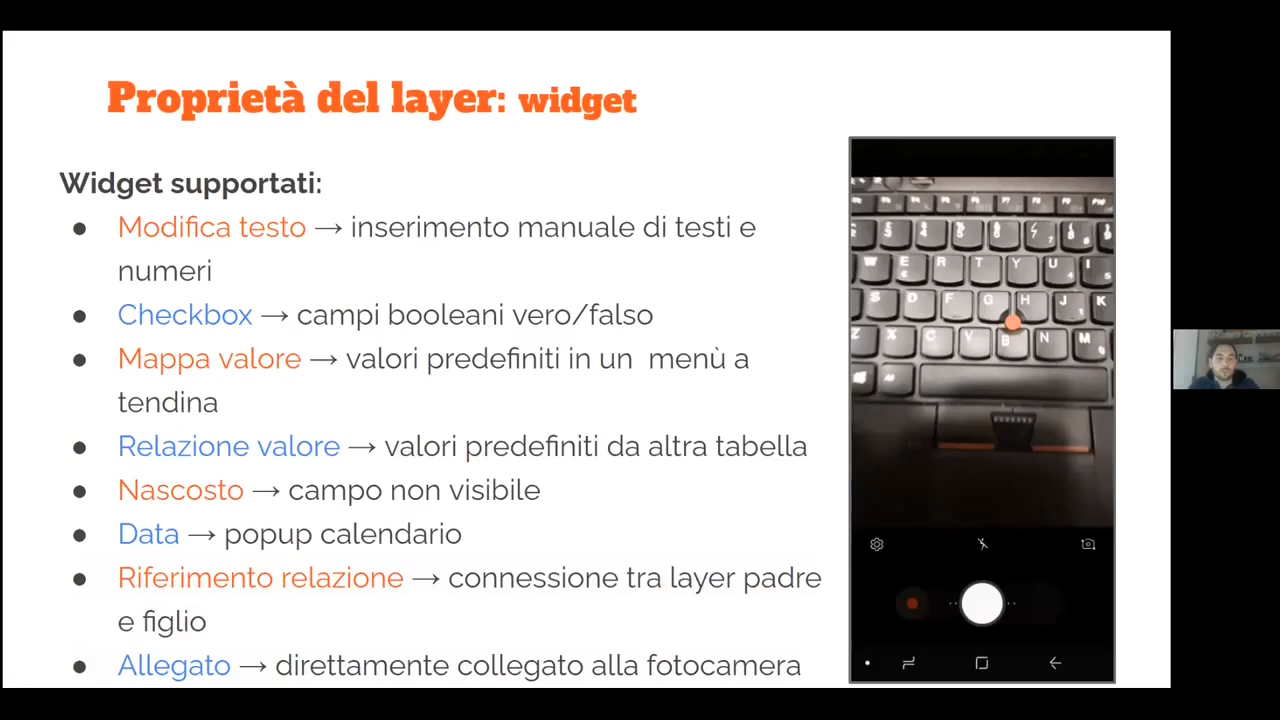 Proprietà del layer: widget
Widget supportati:
● Modifica testo → inserimento manuale di testi e
numeri
● Checkbox → campi booleani vero/falso
● Mappa valore → valori predefiniti in un menù a
tendina
● Relazione valore → valori predefiniti da altra tabella
● Nascosto → campo non visibile
● Data → popup calendario
● Riferimento relazione → connessione tra layer padre
e figlio
● Allegato → direttamente collegato alla fotocamera
W E R T Y U I
S D F G H J K
Z X C V B N M